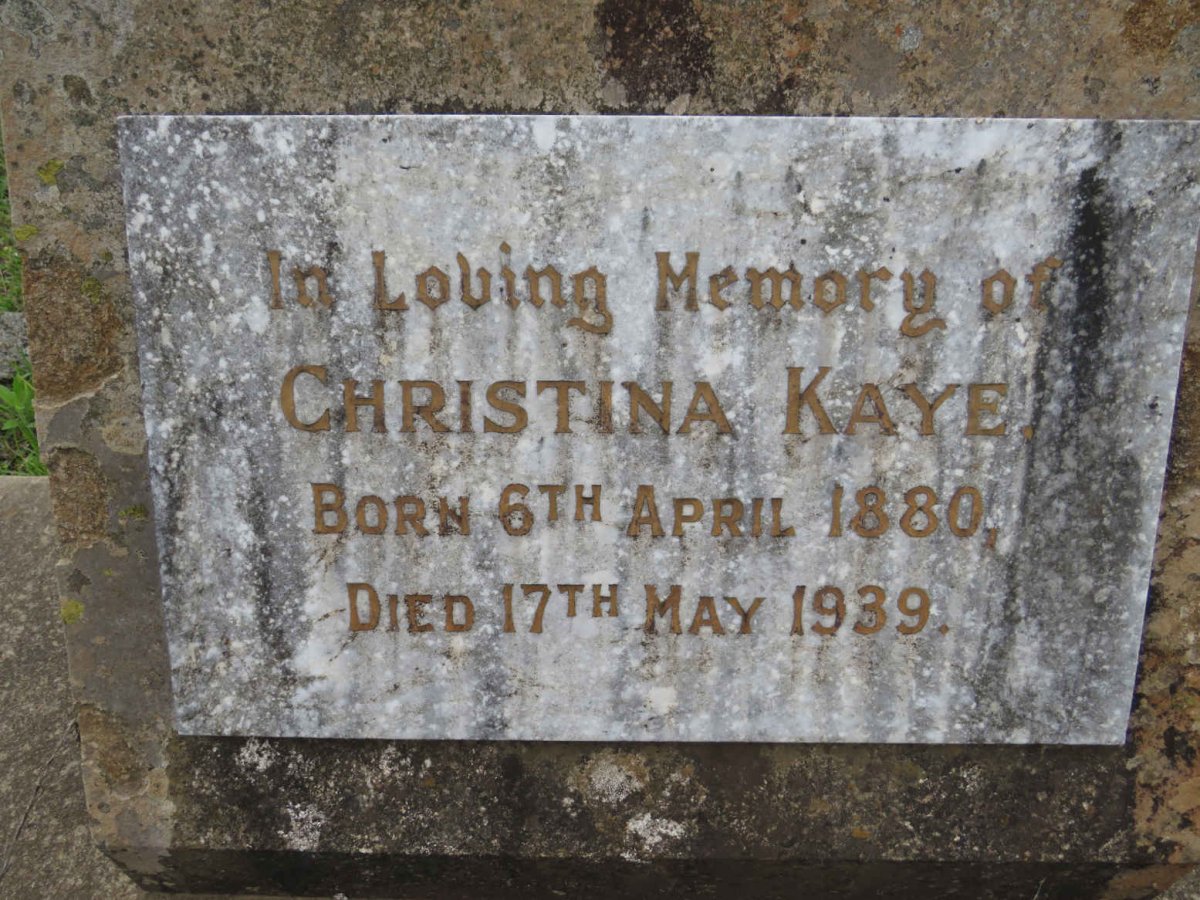 In Loving Memory of
CHRISTINA KAYE.
BORN 6TH APRIL 1880,
DIED 17TH MAY 1939.